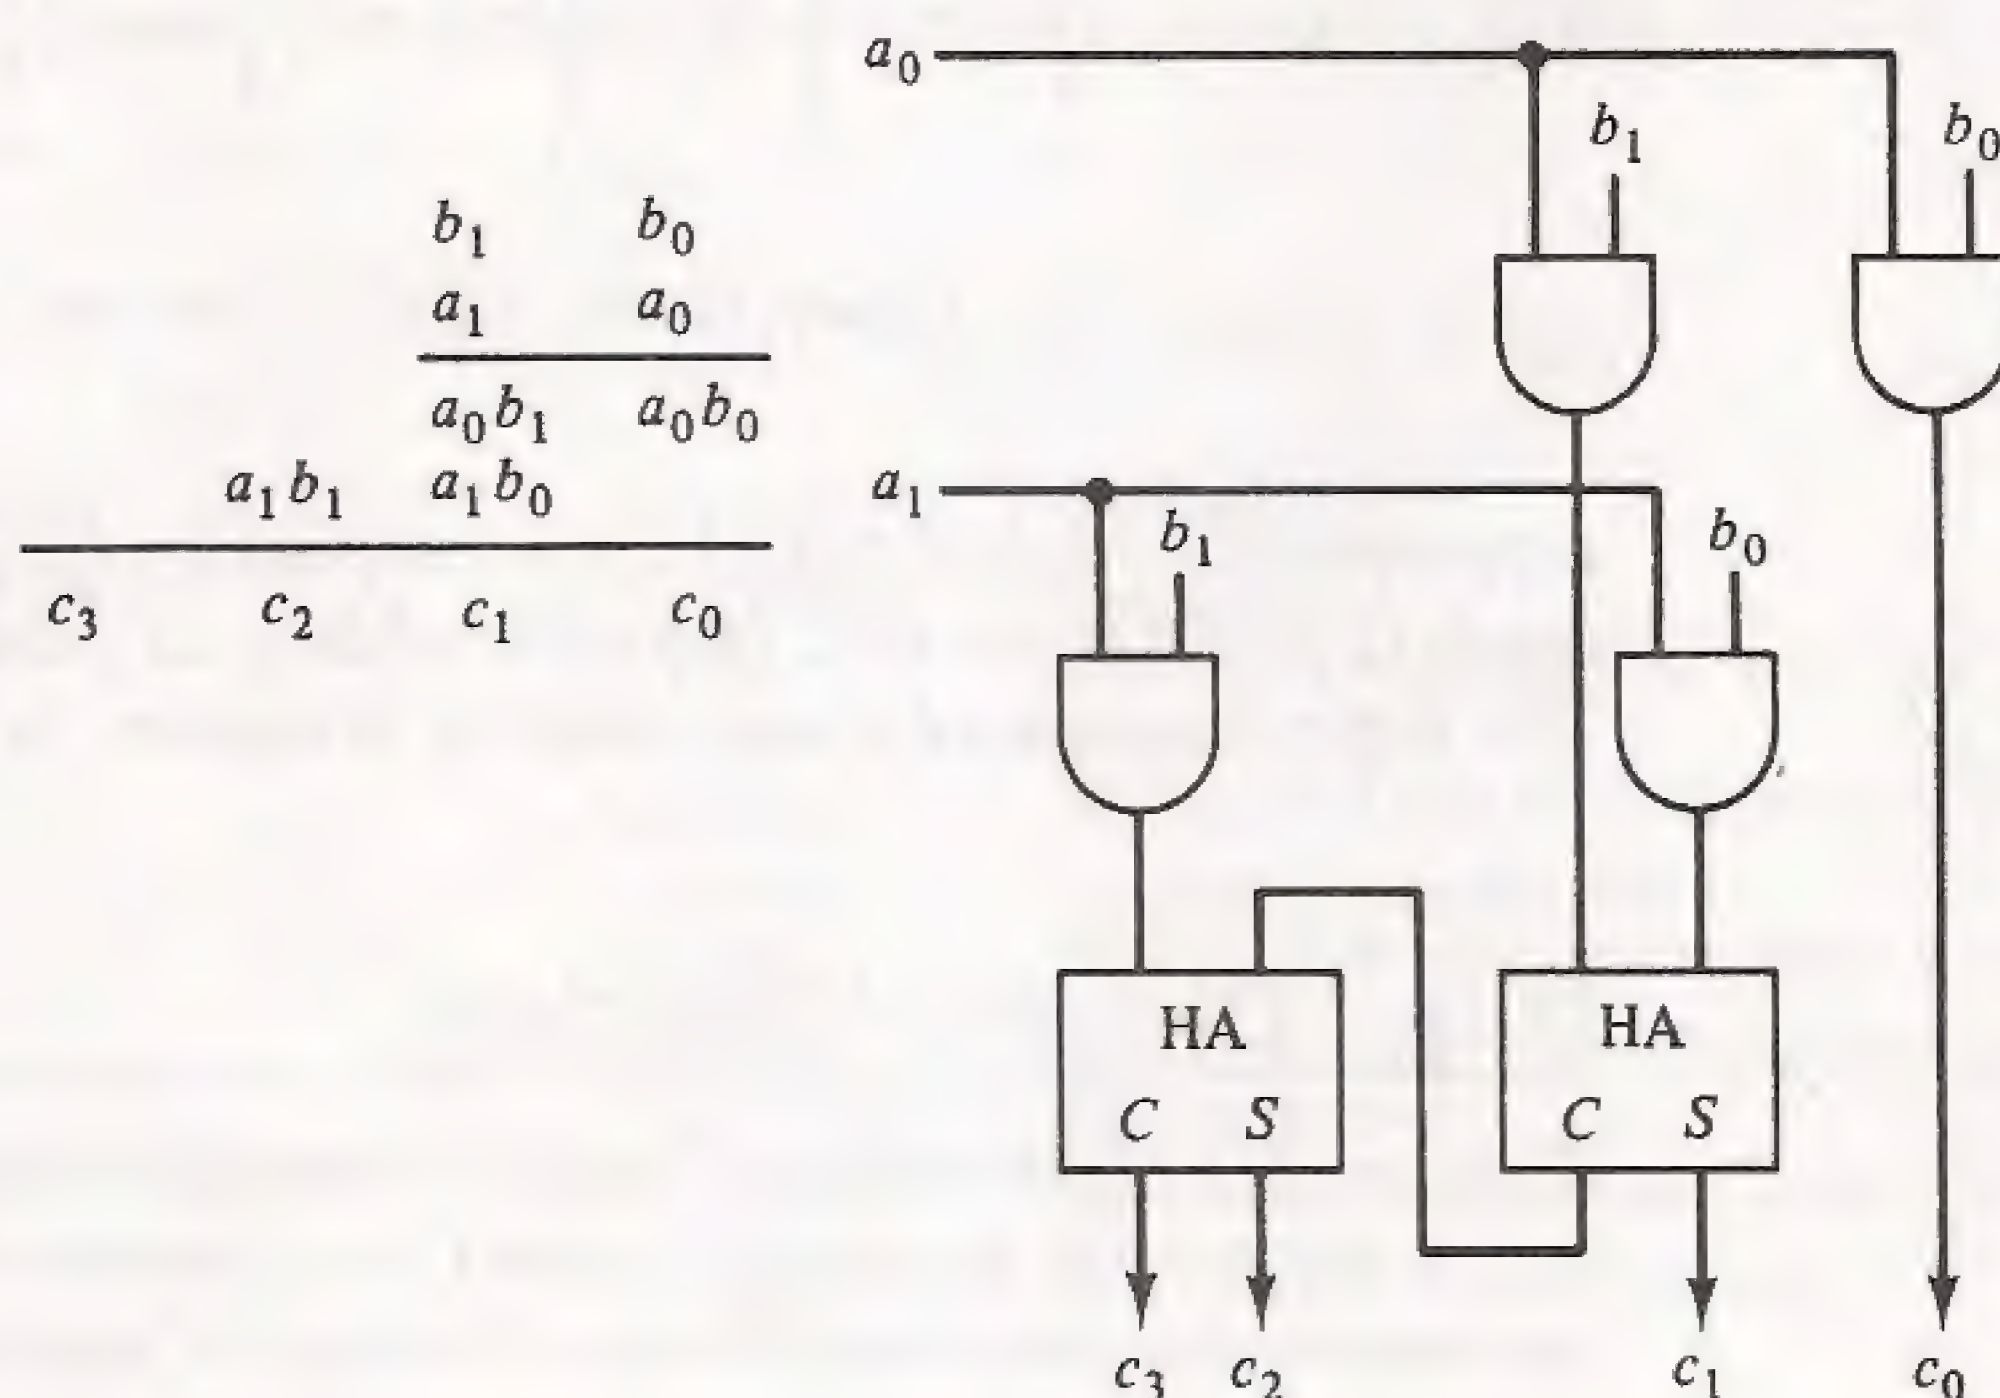 b₁ b₀
a₁ a₀
a₀b₁ a₀b₀
a₁b₁ a₁b₀
c₃ c₂ c₁ c₀
a₀
b₁ b₀
a₁
b₁ b₀
HA HA
C S C S
c₃ c₂ c₁ c₀